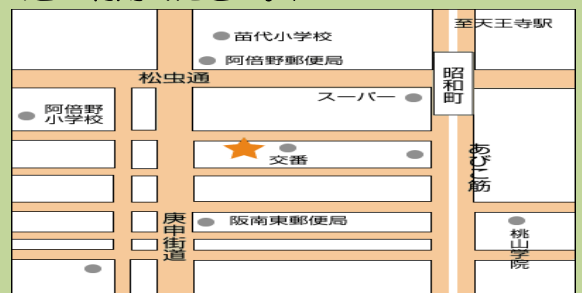 苗代小学校
至天王寺駅
阿倍野郵便局
松虫通
昭和町
スーパー
阿倍野
小学校
交番
あびこ筋
庚申街道
阪南東郵便局
桃山学院